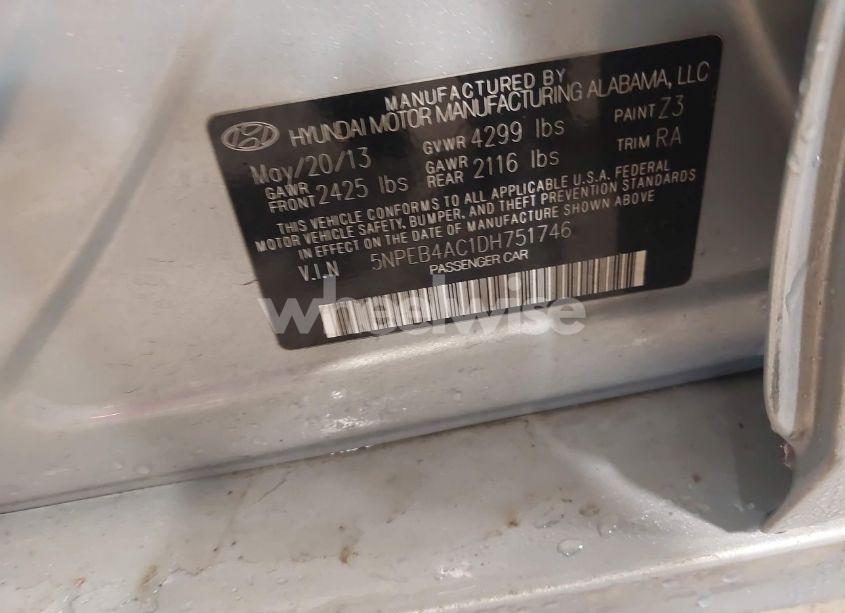 MANUFACTURED BY
HYUNDAI MOTOR MANUFACTURING ALABAMA, LLC
May/20/13 GVWR 4299 lbs PAINT Z3
GAWR FRONT 2425 lbs GAWR REAR 2116 lbs TRIM RA
THIS VEHICLE CONFORMS TO ALL APPLICABLE U.S.A. FEDERAL
MOTOR VEHICLE SAFETY, BUMPER, AND THEFT PREVENTION STANDARDS
IN EFFECT ON THE DATE OF MANUFACTURE SHOWN ABOVE.
V.I.N 5NPEB4AC1DH751746
PASSENGER CAR
wheelwise